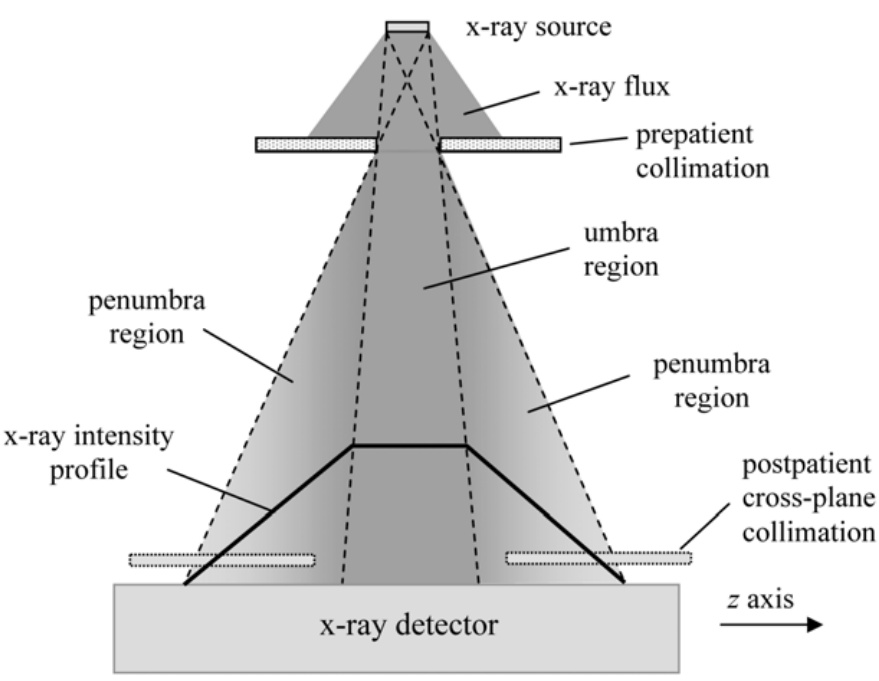 x-ray source
x-ray flux
prepatient
collimation
umbra
region
penumbra
region
penumbra
region
x-ray intensity
profile
postpatient
cross-plane
collimation
z axis
x-ray detector